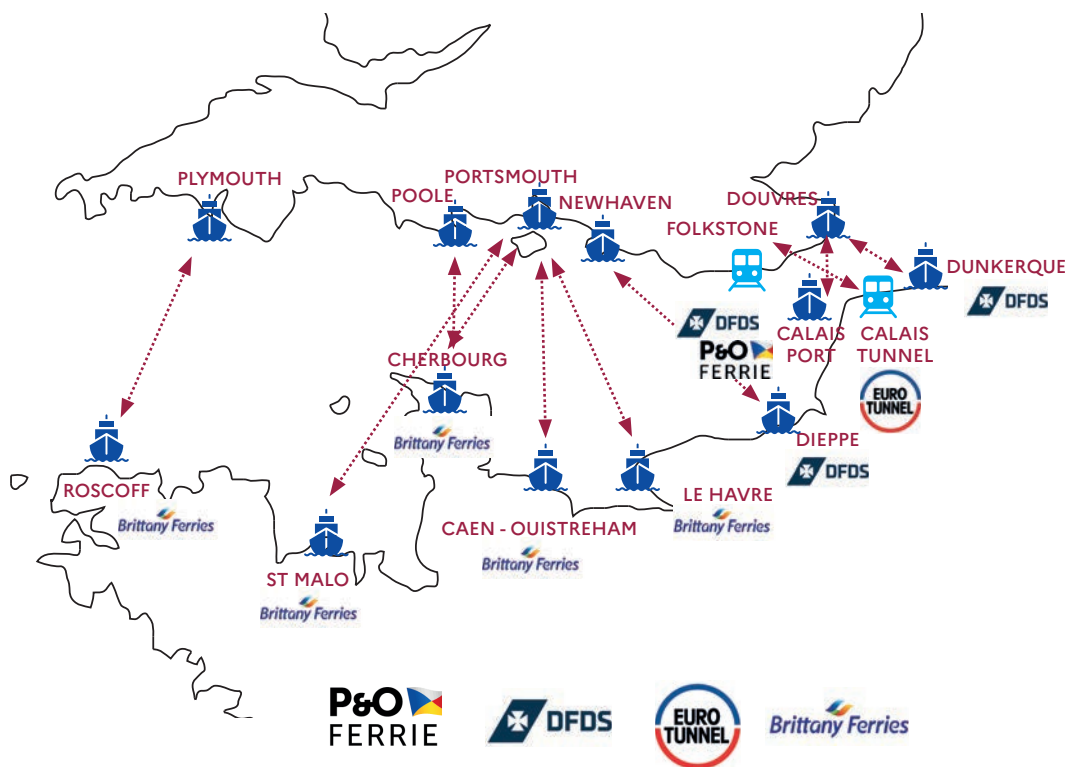 PLYMOUTH
PORTSMOUTH
POOLE
NEWHAVEN
DOUVRES
FOLKSTONE
DUNKERQUE
DFDS
DFDS
P&O
FERRIE
CALAIS
PORT
CALAIS
TUNNEL
EURO
TUNNEL
CHERBOURG
Brittany Ferries
DIEPPE
DFDS
ROSCOFF
Brittany Ferries
LE HAVRE
Brittany Ferries
CAEN - OUISTREHAM
Brittany Ferries
ST MALO
Brittany Ferries
P&O
FERRIE
DFDS
EURO
TUNNEL
Brittany Ferries